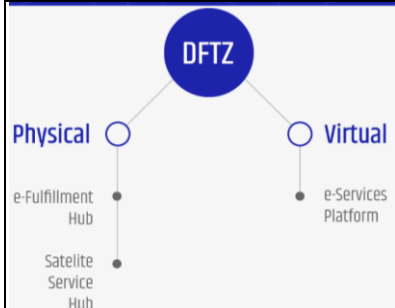 DFTZ
Physical
Virtual
e-Fulfillment
Hub
e-Services
Platform
Satelite
Service
Hub